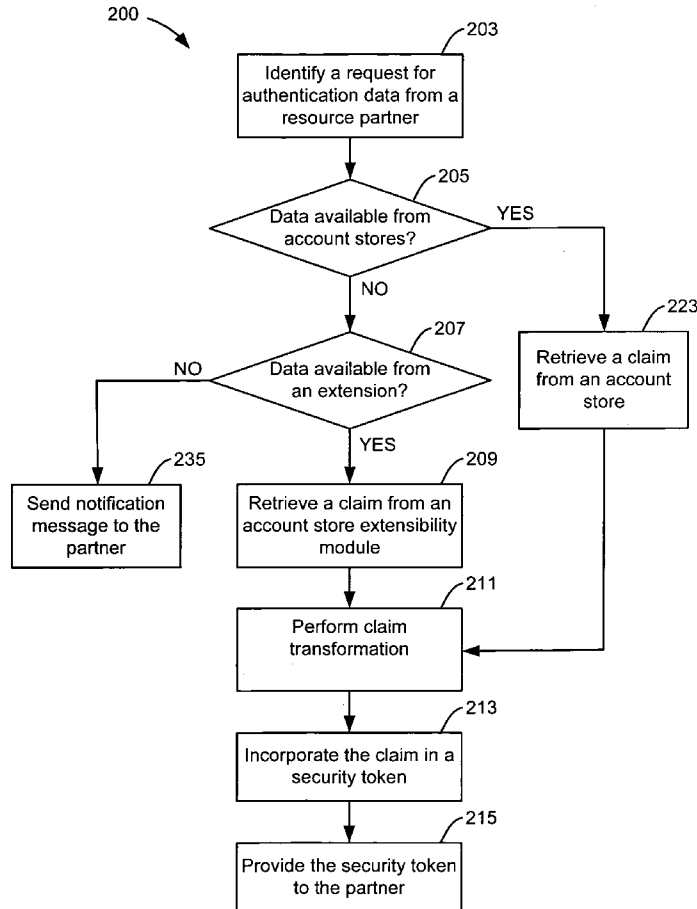 200
203
Identify a request for
authentication data from a
resource partner
205
Data available from
account stores?
YES
NO
223
Retrieve a claim
from an account
store
207
Data available from
an extension?
NO
YES
235
Send notification
message to the
partner
209
Retrieve a claim from an
account store extensibility
module
211
Perform claim
transformation
213
Incorporate the claim in a
security token
215
Provide the security token
to the partner